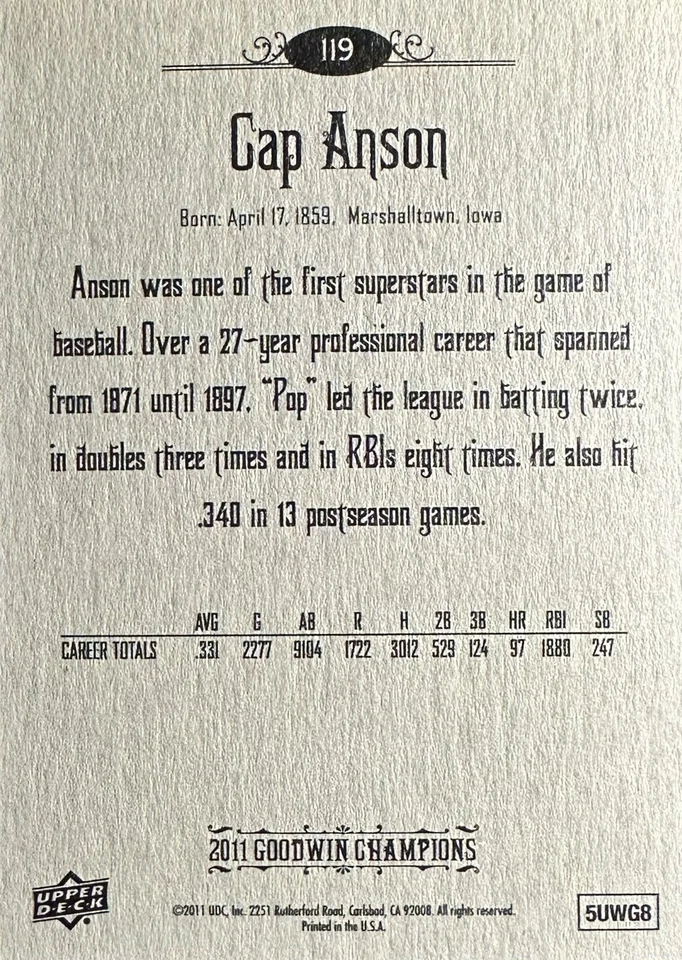 119
Cap Anson
Born: April 17, 1859, Marshalltown, Iowa
Anson was one of the first superstars in the game of
baseball. Over a 27-year professional career that spanned
from 1871 until 1897, "Pop" led the league in batting twice,
in doubles three times and in RBIs eight times. He also hit
.340 in 13 postseason games.
AVG G AB R H 2B 3B HR RBI SB
CAREER TOTALS .331 2277 9104 1722 3012 529 124 97 1880 247
2011 GOODWIN CHAMPIONS
UPPER
D·E·C·K
©2011 UDC, Inc. 2251 Rutherford Road, Carlsbad, CA 92008. All rights reserved.
Printed in the U.S.A.
5UWG8